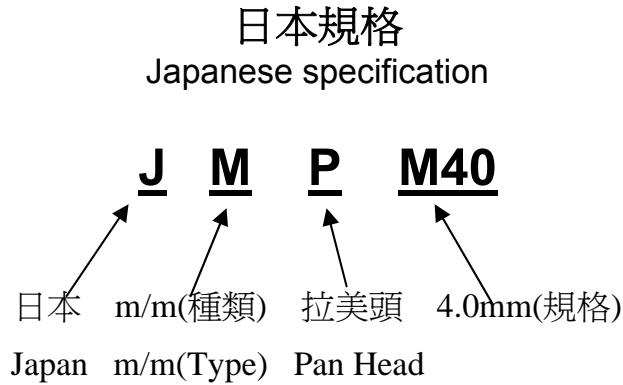 日本規格
Japanese specification
J M P M40
日本 m/m(種類) 拉美頭 4.0mm(規格)
Japan m/m(Type) Pan Head